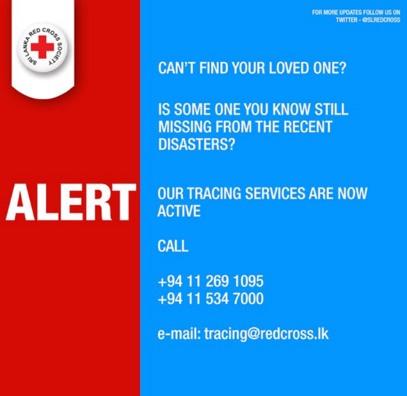 FOR MORE UPDATES FOLLOW US ON
TWITTER - @SLREDCROSS
SRI LANKA RED CROSS SOCIETY
CAN'T FIND YOUR LOVED ONE?
IS SOME ONE YOU KNOW STILL
MISSING FROM THE RECENT
DISASTERS?
ALERT
OUR TRACING SERVICES ARE NOW
ACTIVE
CALL
+94 11 269 1095
+94 11 534 7000
e-mail: tracing@redcross.lk